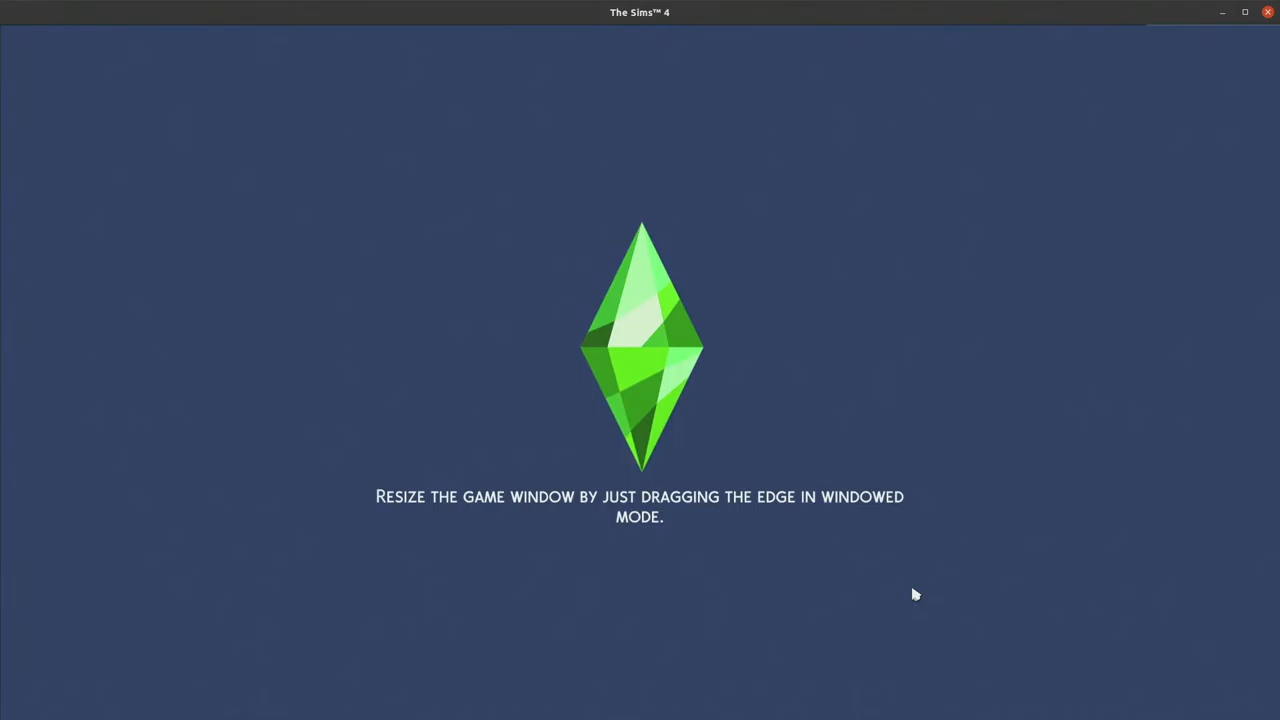 The Sims™ 4
Resize the game window by just dragging the edge in windowed
mode.